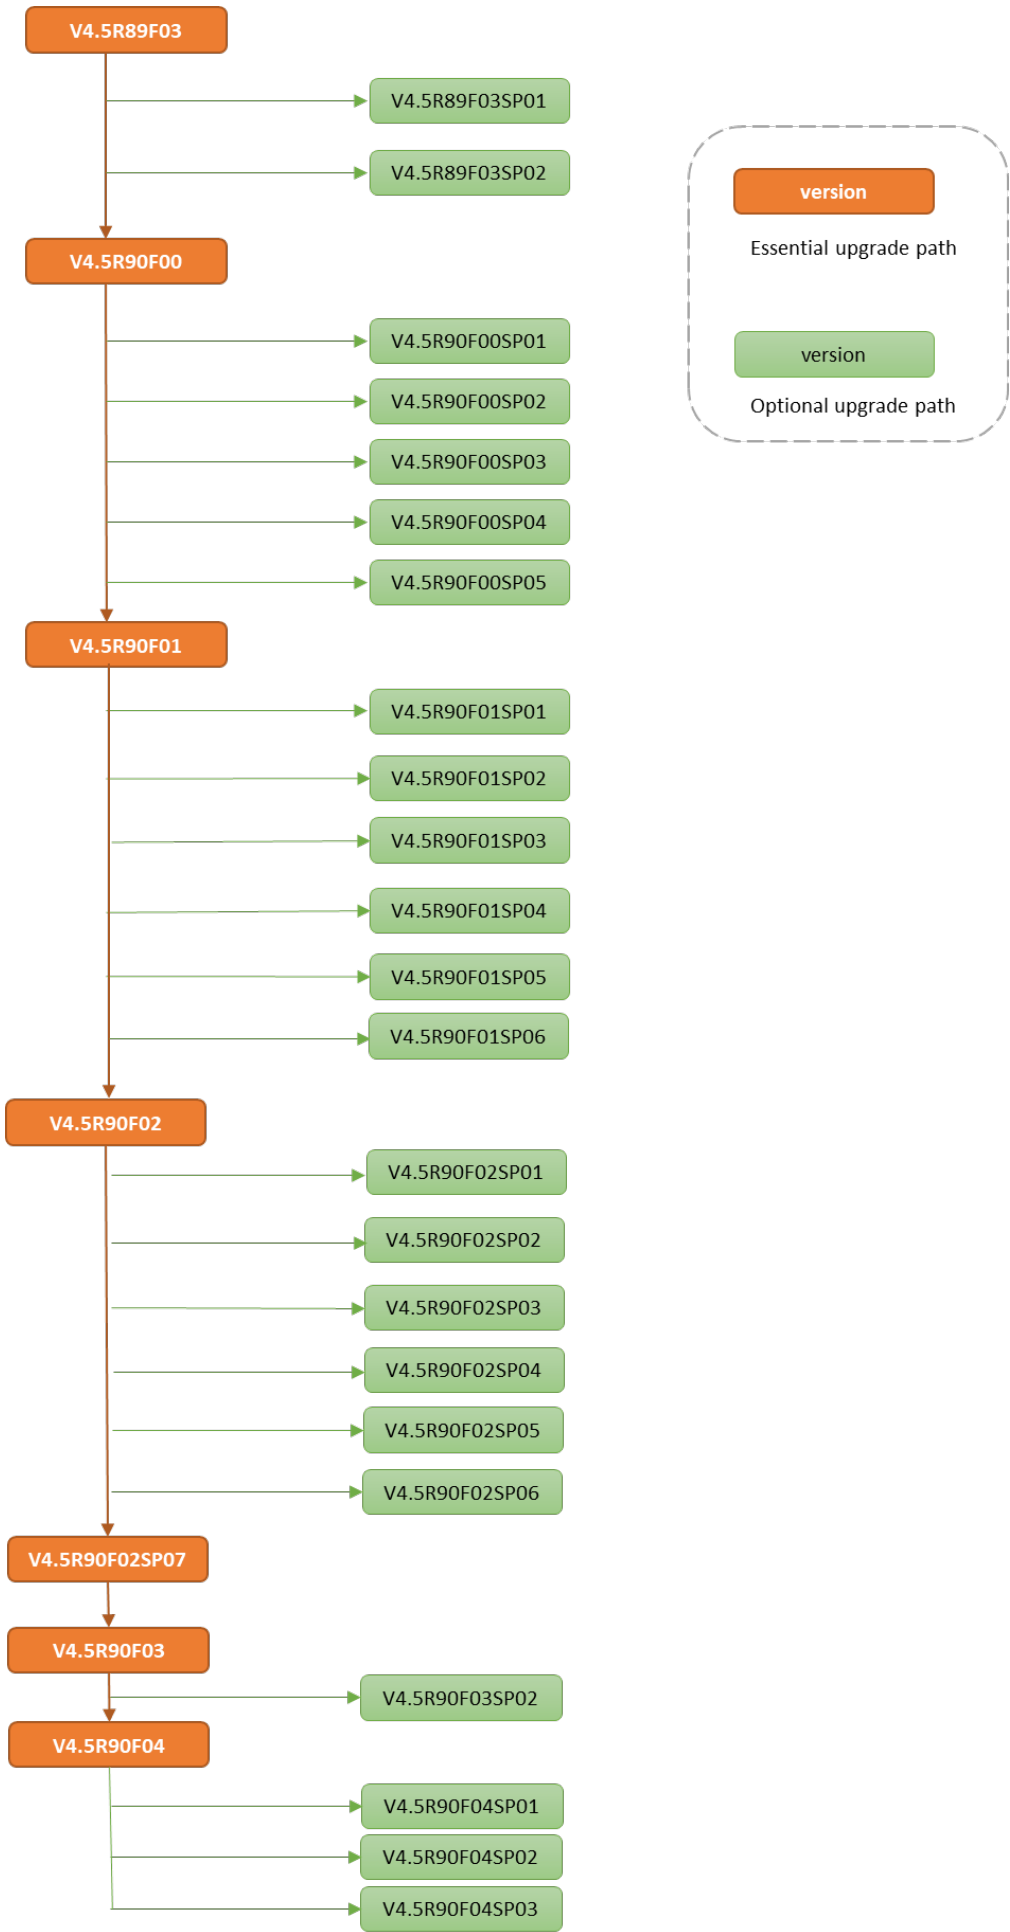 V4.5R89F03
V4.5R89F03SP01
V4.5R89F03SP02
version
Essential upgrade path
V4.5R90F00
V4.5R90F00SP01
version
Optional upgrade path
V4.5R90F00SP02
V4.5R90F00SP03
V4.5R90F00SP04
V4.5R90F00SP05
V4.5R90F01
V4.5R90F01SP01
V4.5R90F01SP02
V4.5R90F01SP03
V4.5R90F01SP04
V4.5R90F01SP05
V4.5R90F01SP06
V4.5R90F02
V4.5R90F02SP01
V4.5R90F02SP02
V4.5R90F02SP03
V4.5R90F02SP04
V4.5R90F02SP05
V4.5R90F02SP06
V4.5R90F02SP07
V4.5R90F03
V4.5R90F03SP02
V4.5R90F04
V4.5R90F04SP01
V4.5R90F04SP02
V4.5R90F04SP03